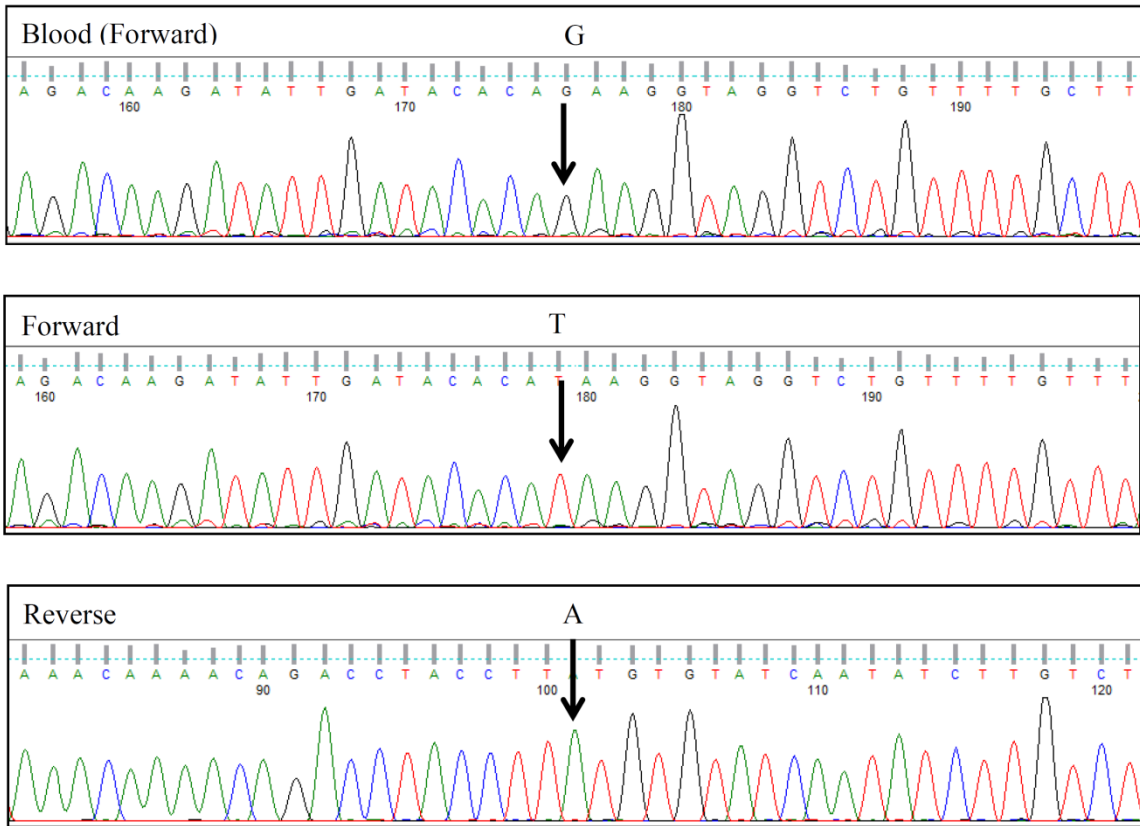 Blood (Forward) G
A G A C A A G A T A T T G A T A C A C A G A A G G T A G G T C T G T T T T G C T T
160 170 180 190
Forward T
A G A C A A G A T A T T G A T A C A C A T A A G G T A G G T C T G T T T T G T T T
160 170 180 190
Reverse A
A A A C A A A A C A G A C C T A C C T T A T G T G T A T C A A T A T C T T G T C T
90 100 110 120